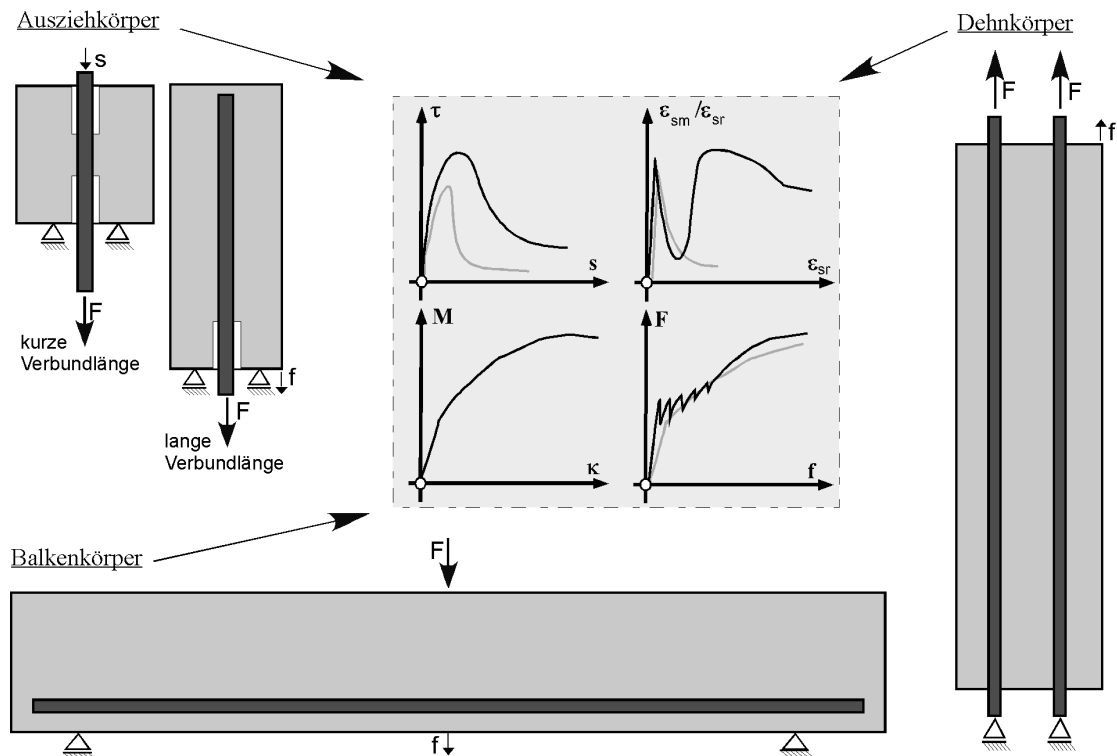 Ausziehkörper
Dehnkörper
s
F
kurze
Verbundlänge
f
F
lange
Verbundlänge
τ
s
ε_sm /ε_sr
ε_sr
M
κ
F
f
F
F
f
Balkenkörper
F
f